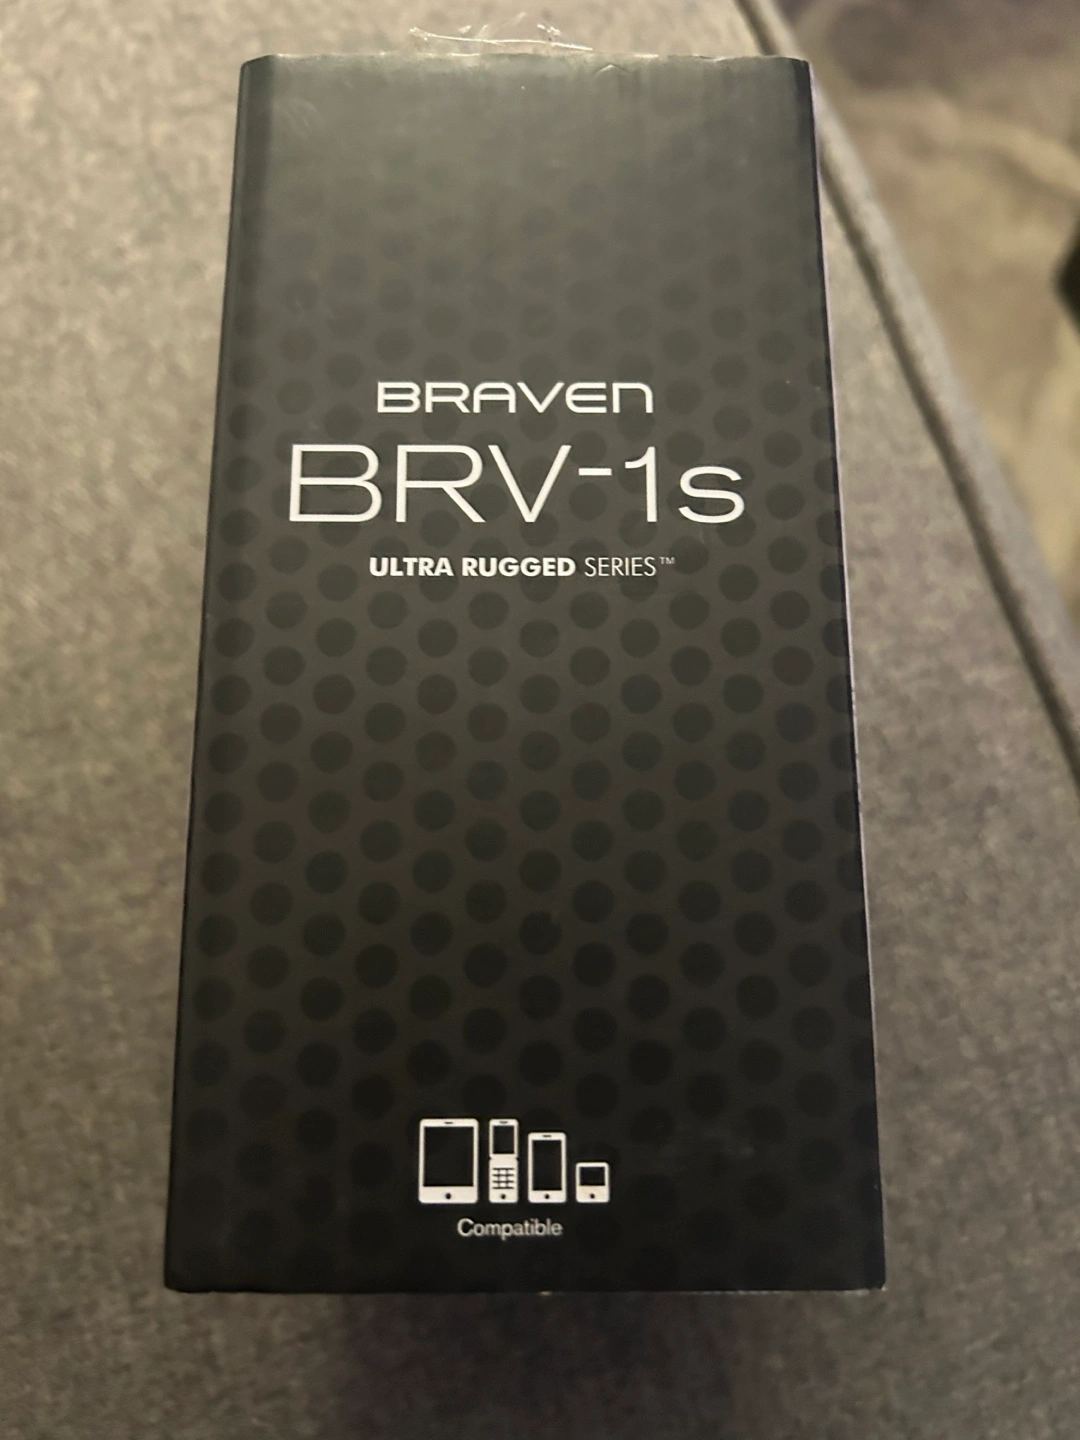 BRAVEN
BRV-1s
ULTRA RUGGED SERIES™
Compatible